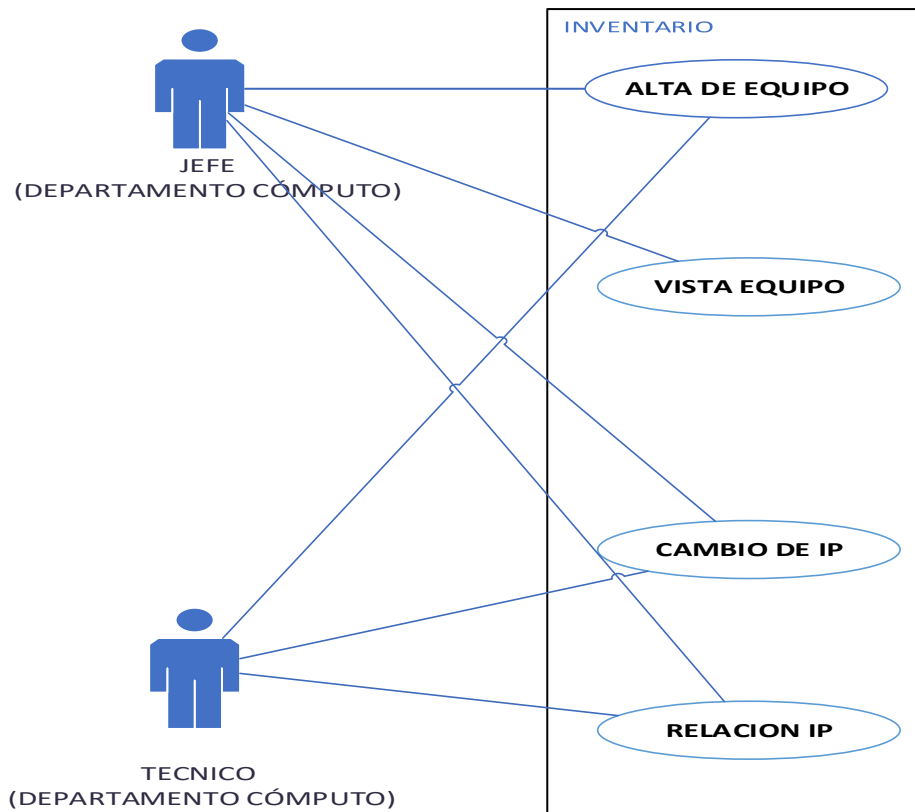 INVENTARIO
ALTA DE EQUIPO
JEFE
(DEPARTAMENTO CÓMPUTO)
VISTA EQUIPO
CAMBIO DE IP
RELACION IP
TECNICO
(DEPARTAMENTO CÓMPUTO)